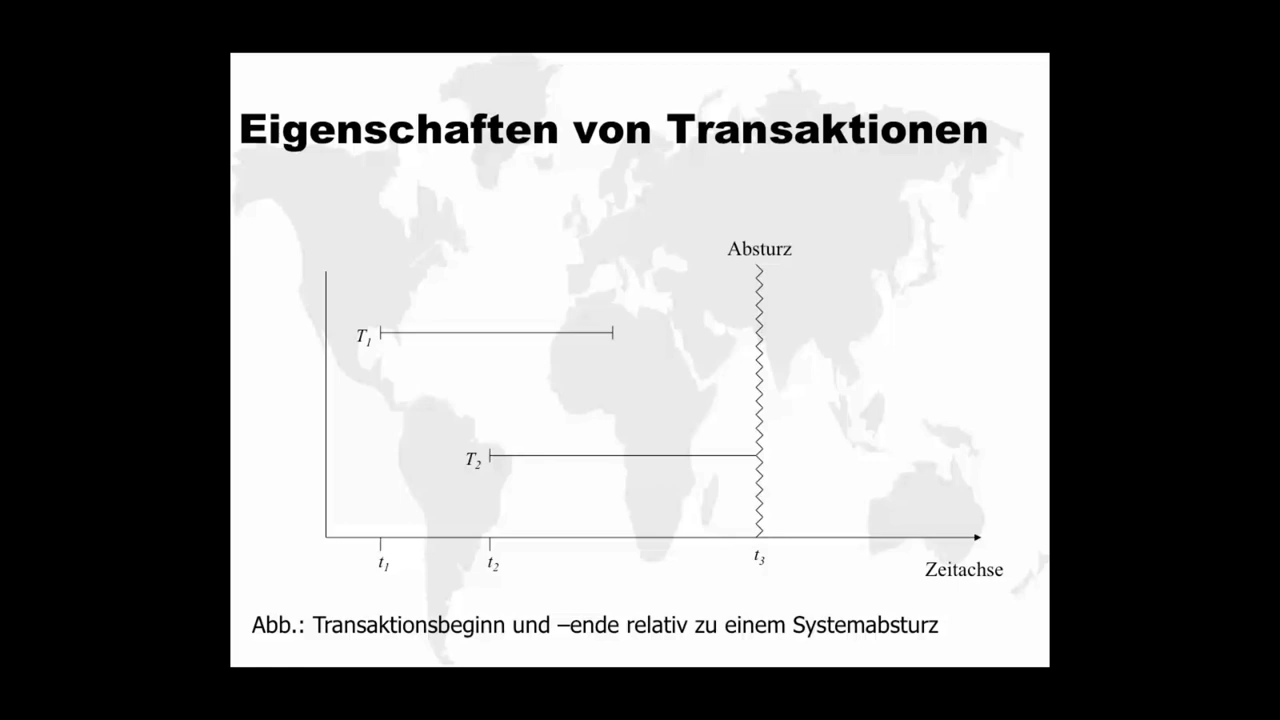 Eigenschaften von Transaktionen
Absturz
T1
T2
t1
t2
t3
Zeitachse
Abb.: Transaktionsbeginn und –ende relativ zu einem Systemabsturz